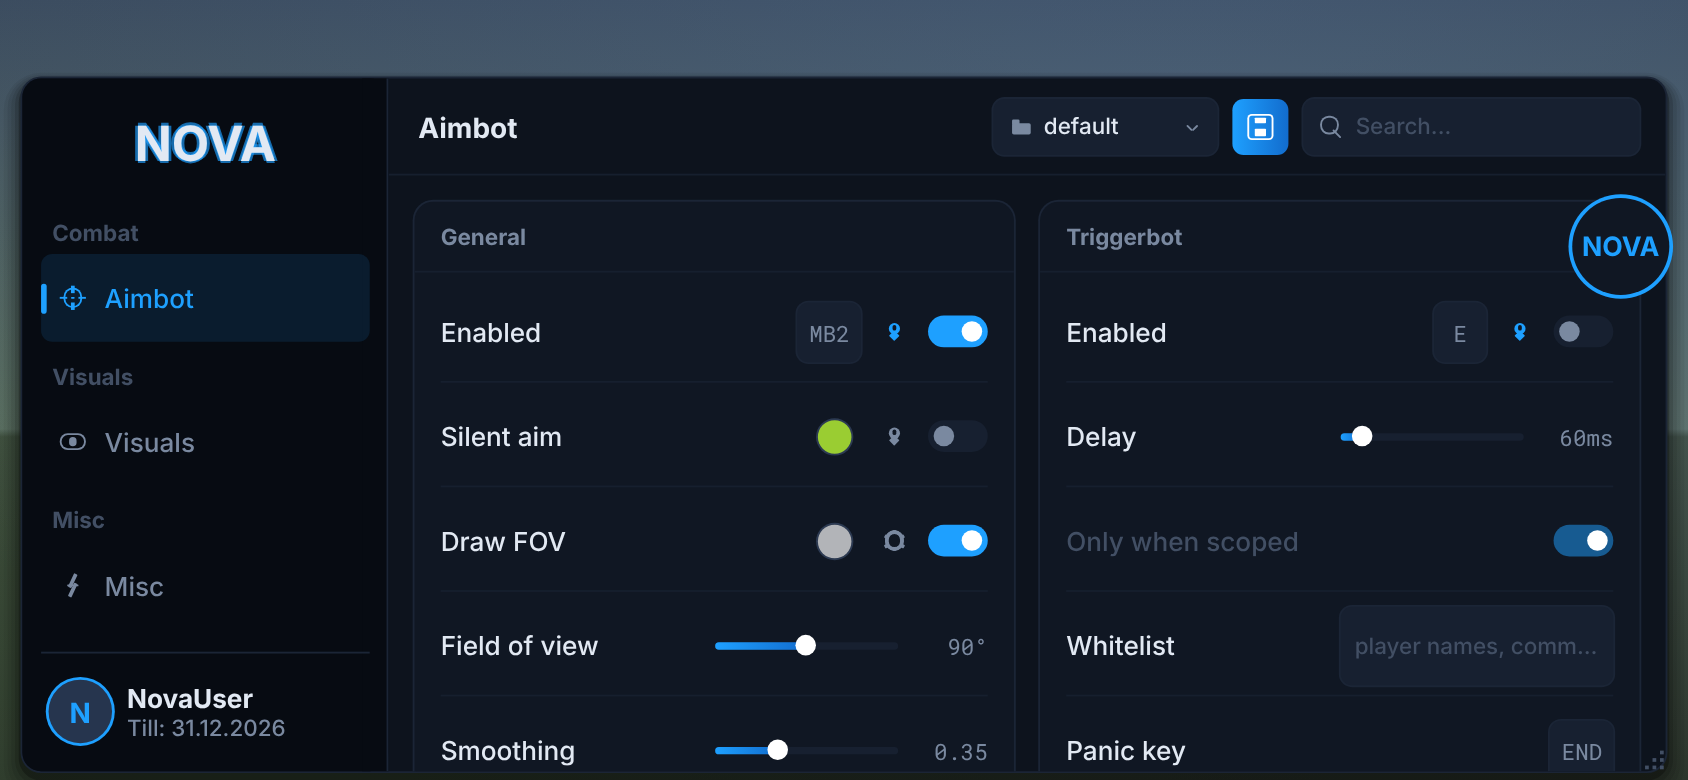 NOVA
Combat
Aimbot
Visuals
Visuals
Misc
Misc
N
NovaUser
Till: 31.12.2026
Aimbot
default
Search...
General
Enabled
MB2
Silent aim
Draw FOV
Field of view
90°
Smoothing
0.35
Triggerbot
NOVA
Enabled
E
Delay
60ms
Only when scoped
Whitelist
player names, comm...
Panic key
END